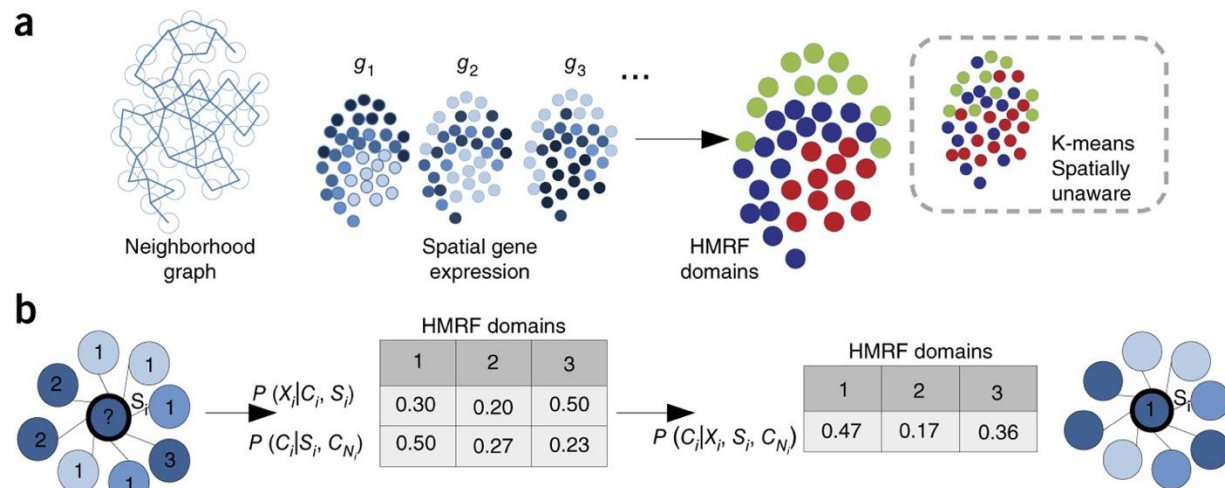 a
g1 g2 g3 ...
K-means
Spatially
unaware
Neighborhood
graph
Spatial gene
expression
HMRF
domains
b
HMRF domains
1 2 3
P (Xi|Ci, Si) 0.30 0.20 0.50
P (Ci|Si, CNi) 0.50 0.27 0.23
HMRF domains
1 2 3
P (Ci|Xi, Si, CNi) 0.47 0.17 0.36
1 1
2 Si 1
?
2 3
1 1
Si
1